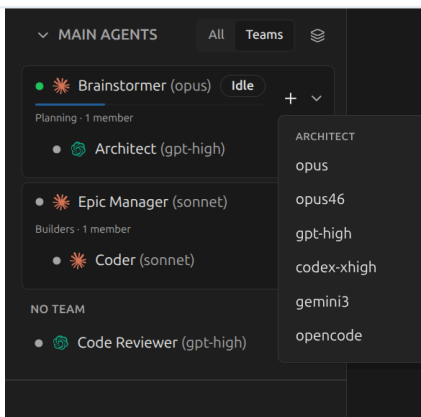 MAIN AGENTS All Teams
Brainstormer (opus) Idle
Planning · 1 member
Architect (gpt-high)
Epic Manager (sonnet)
Builders · 1 member
Coder (sonnet)
NO TEAM
Code Reviewer (gpt-high)
ARCHITECT
opus
opus46
gpt-high
codex-xhigh
gemini3
opencode